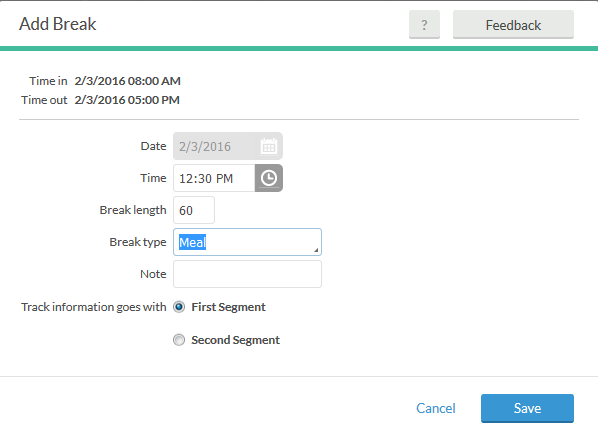 Add Break
?
Feedback
Time in 2/3/2016 08:00 AM
Time out 2/3/2016 05:00 PM
Date 2/3/2016
Time 12:30 PM
Break length 60
Break type Meal
Note
Track information goes with First Segment
Second Segment
Cancel
Save